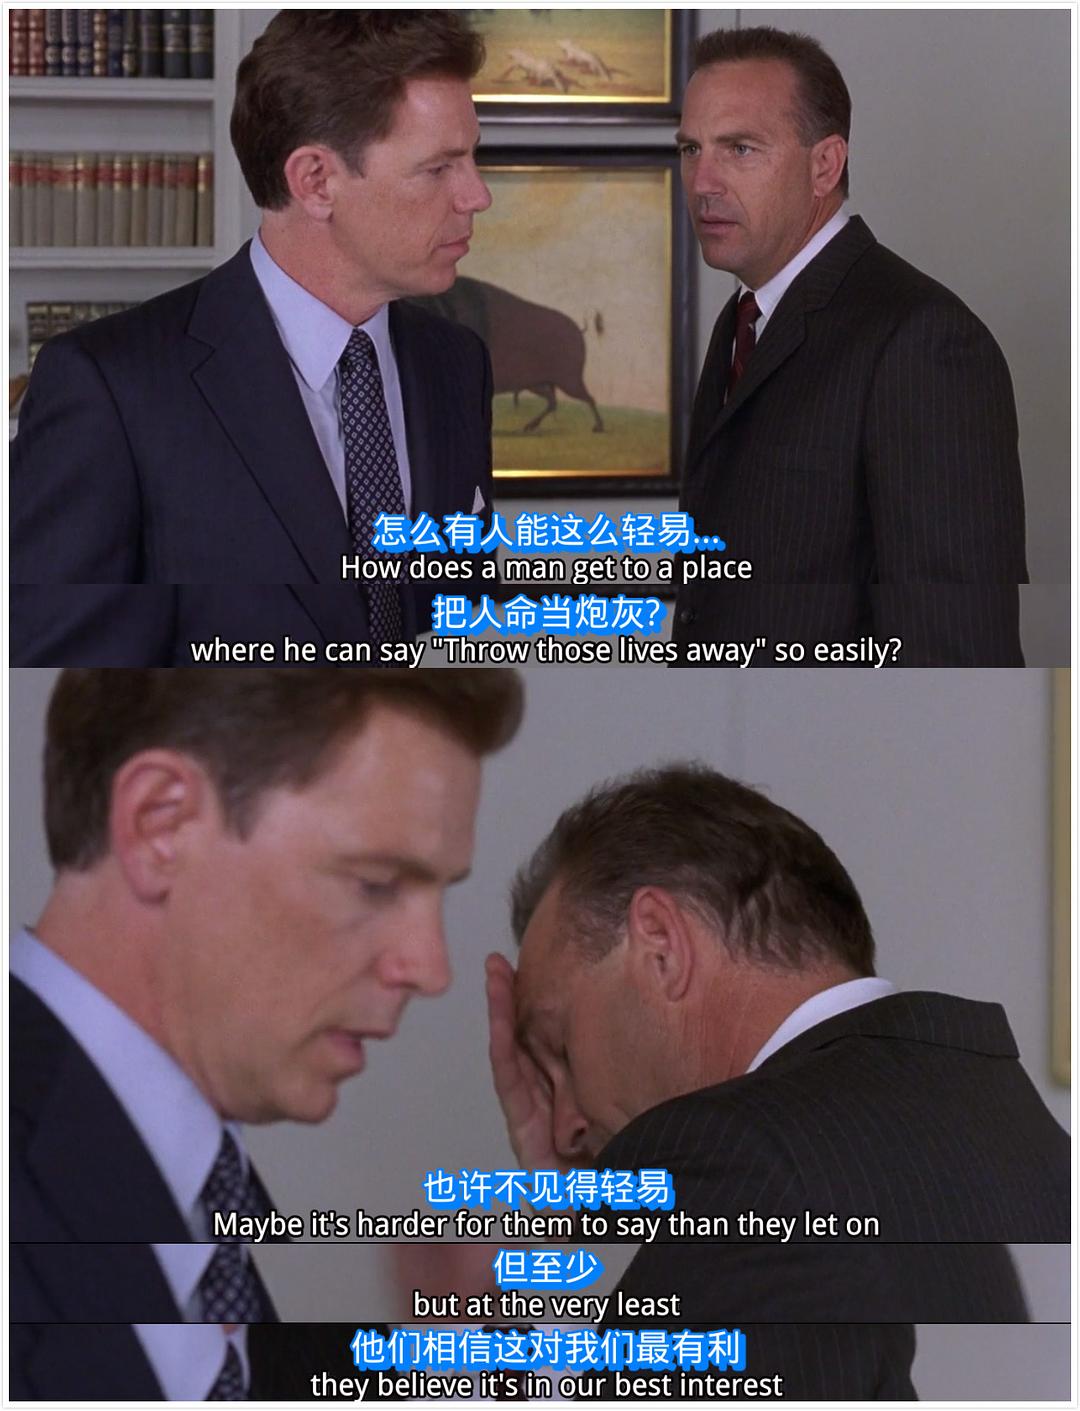 怎么有人能这么轻易...
How does a man get to a place
把人命当炮灰?
where he can say "Throw those lives away" so easily?
也许不见得轻易
Maybe it's harder for them to say than they let on
但至少
but at the very least
他们相信这对我们最有利
they believe it's in our best interest